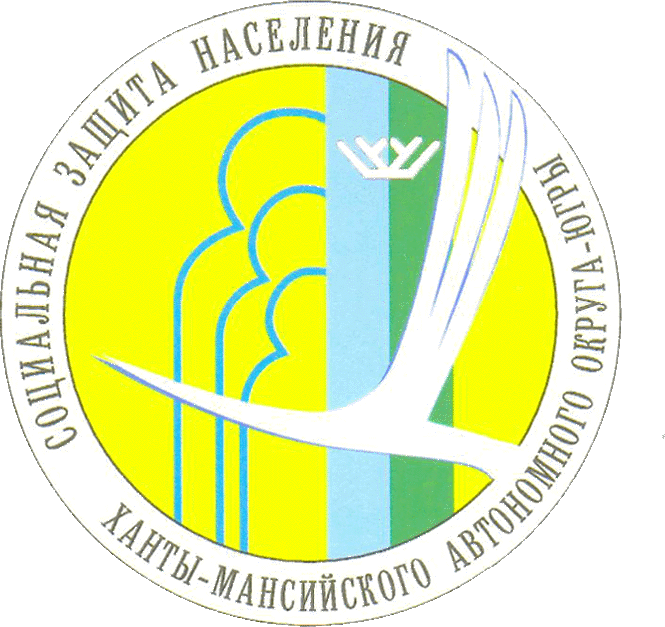 СОЦИАЛЬНАЯ ЗАЩИТА НАСЕЛЕНИЯ
ХАНТЫ-МАНСИЙСКОГО АВТОНОМНОГО ОКРУГА-ЮГРЫ